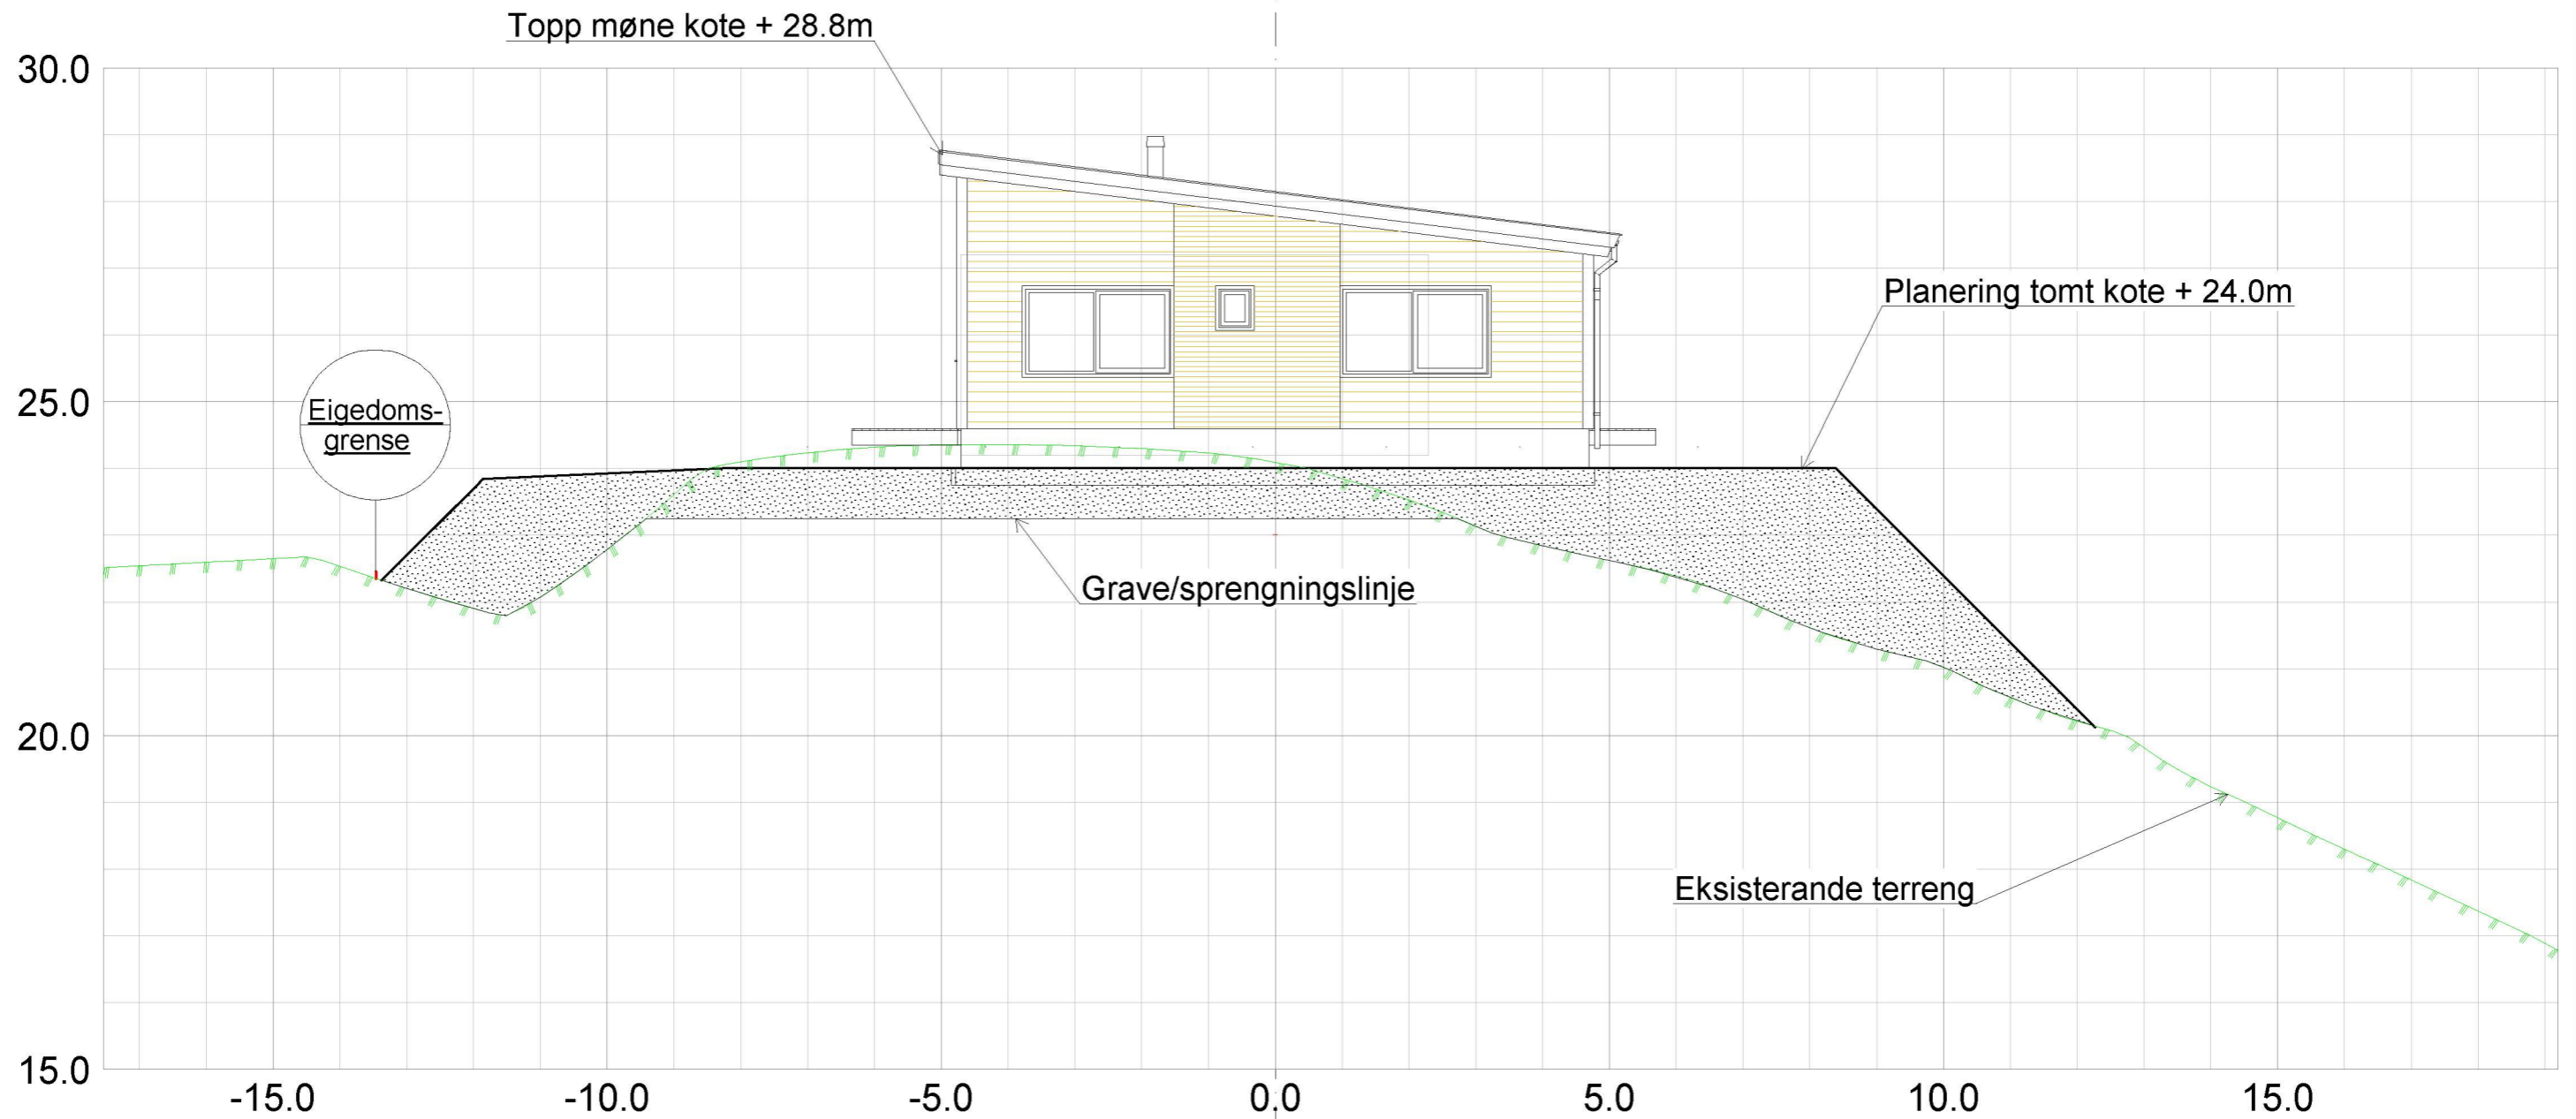 Topp møne kote + 28.8m
30.0
Planering tomt kote + 24.0m
25.0
Eigedoms-
grense
Grave/sprengningslinje
20.0
Eksisterande terreng
15.0
-15.0 -10.0 -5.0 0.0 5.0 10.0 15.0